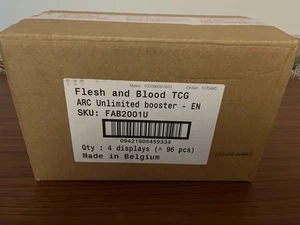 Flesh and Blood TCG
ARC Unlimited booster - EN
SKU: FAB2001U
09421905459334
Qty : 4 displays (= 96 pcs)
Made in Belgium